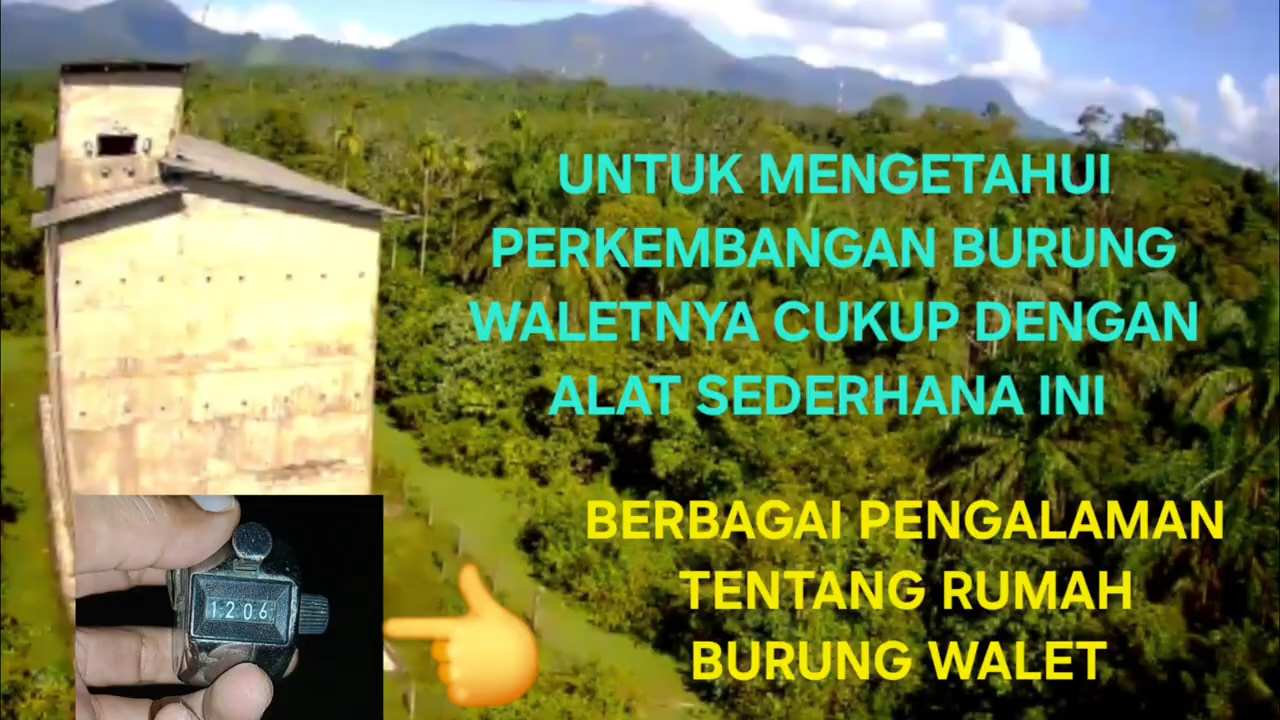 UNTUK MENGETAHUI
PERKEMBANGAN BURUNG
WALETNYA CUKUP DENGAN
ALAT SEDERHANA INI
BERBAGAI PENGALAMAN
TENTANG RUMAH
BURUNG WALET
1206